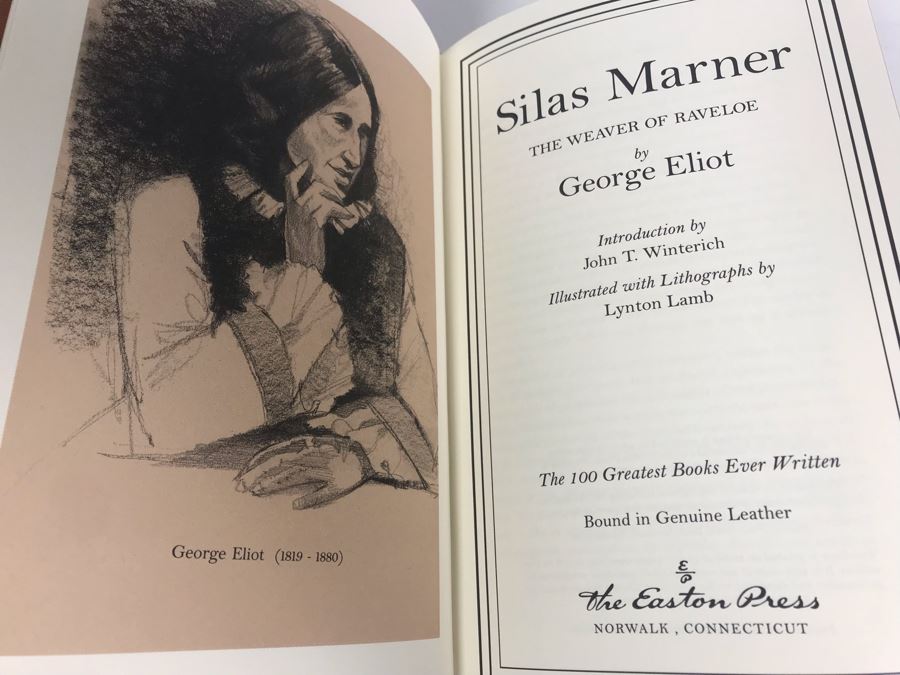 George Eliot (1819 - 1880)
Silas Marner
THE WEAVER OF RAVELOE
by
George Eliot
Introduction by
John T. Winterich
Illustrated with Lithographs by
Lynton Lamb
The 100 Greatest Books Ever Written
Bound in Genuine Leather
E
P
The Easton Press
NORWALK , CONNECTICUT